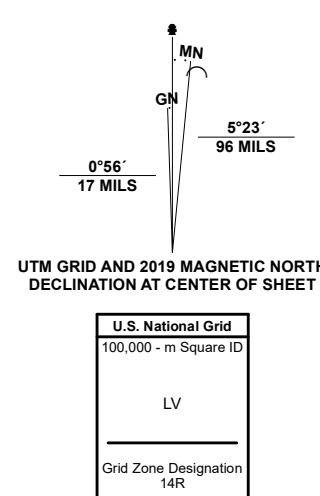 MN
GN
5°23´
96 MILS
0°56´
17 MILS
UTM GRID AND 2019 MAGNETIC NORTH
DECLINATION AT CENTER OF SHEET
U.S. National Grid
100,000 - m Square ID
LV
Grid Zone Designation
14R